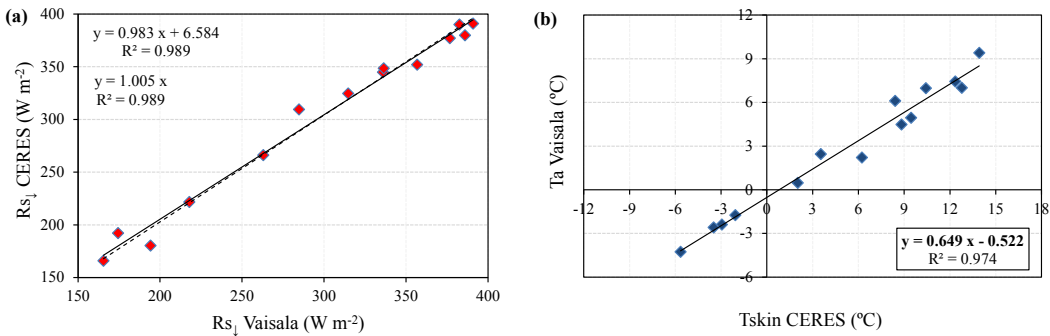 (a)
y = 0.983 x + 6.584
R² = 0.989
y = 1.005 x
R² = 0.989
Rs↓ CERES (W m-2)
400
350
300
250
200
150
150 200 250 300 350 400
Rs↓ Vaisala (W m-2)
(b)
Ta Vaisala (ºC)
12
9
6
3
0
-3
-6
-12 -9 -6 -3 0 3 6 9 12 15 18
y = 0.649 x - 0.522
R² = 0.974
Tskin CERES (ºC)